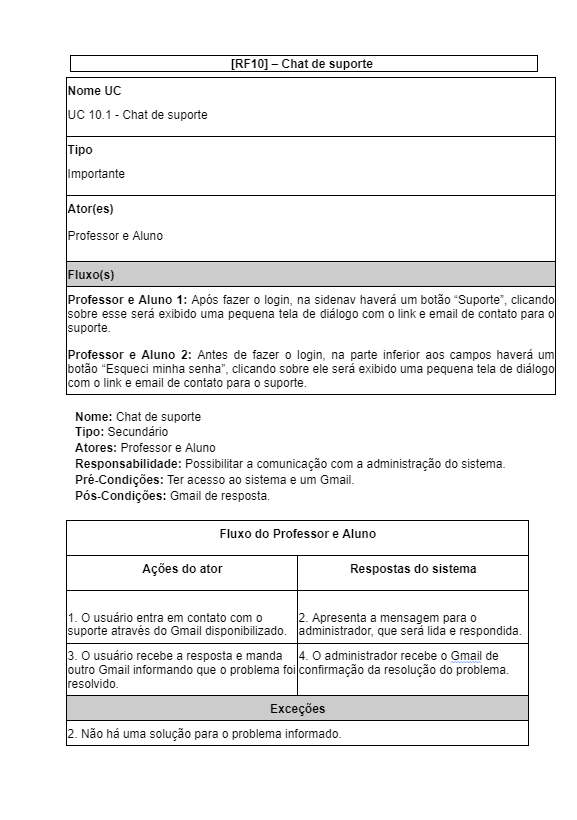 [RF10] – Chat de suporte
Nome UC
UC 10.1 - Chat de suporte
Tipo
Importante
Ator(es)
Professor e Aluno
Fluxo(s)
Professor e Aluno 1: Após fazer o login, na sidenav haverá um botão “Suporte”, clicando
sobre esse será exibido uma pequena tela de diálogo com o link e email de contato para o
suporte.
Professor e Aluno 2: Antes de fazer o login, na parte inferior aos campos haverá um
botão “Esqueci minha senha”, clicando sobre ele será exibido uma pequena tela de diálogo
com o link e email de contato para o suporte.
Nome: Chat de suporte
Tipo: Secundário
Atores: Professor e Aluno
Responsabilidade: Possibilitar a comunicação com a administração do sistema.
Pré-Condições: Ter acesso ao sistema e um Gmail.
Pós-Condições: Gmail de resposta.
Fluxo do Professor e Aluno
Ações do ator
Respostas do sistema
1. O usuário entra em contato com o
suporte através do Gmail disponibilizado.
2. Apresenta a mensagem para o
administrador, que será lida e respondida.
3. O usuário recebe a resposta e manda
outro Gmail informando que o problema foi
resolvido.
4. O administrador recebe o Gmail de
confirmação da resolução do problema.
Exceções
2. Não há uma solução para o problema informado.